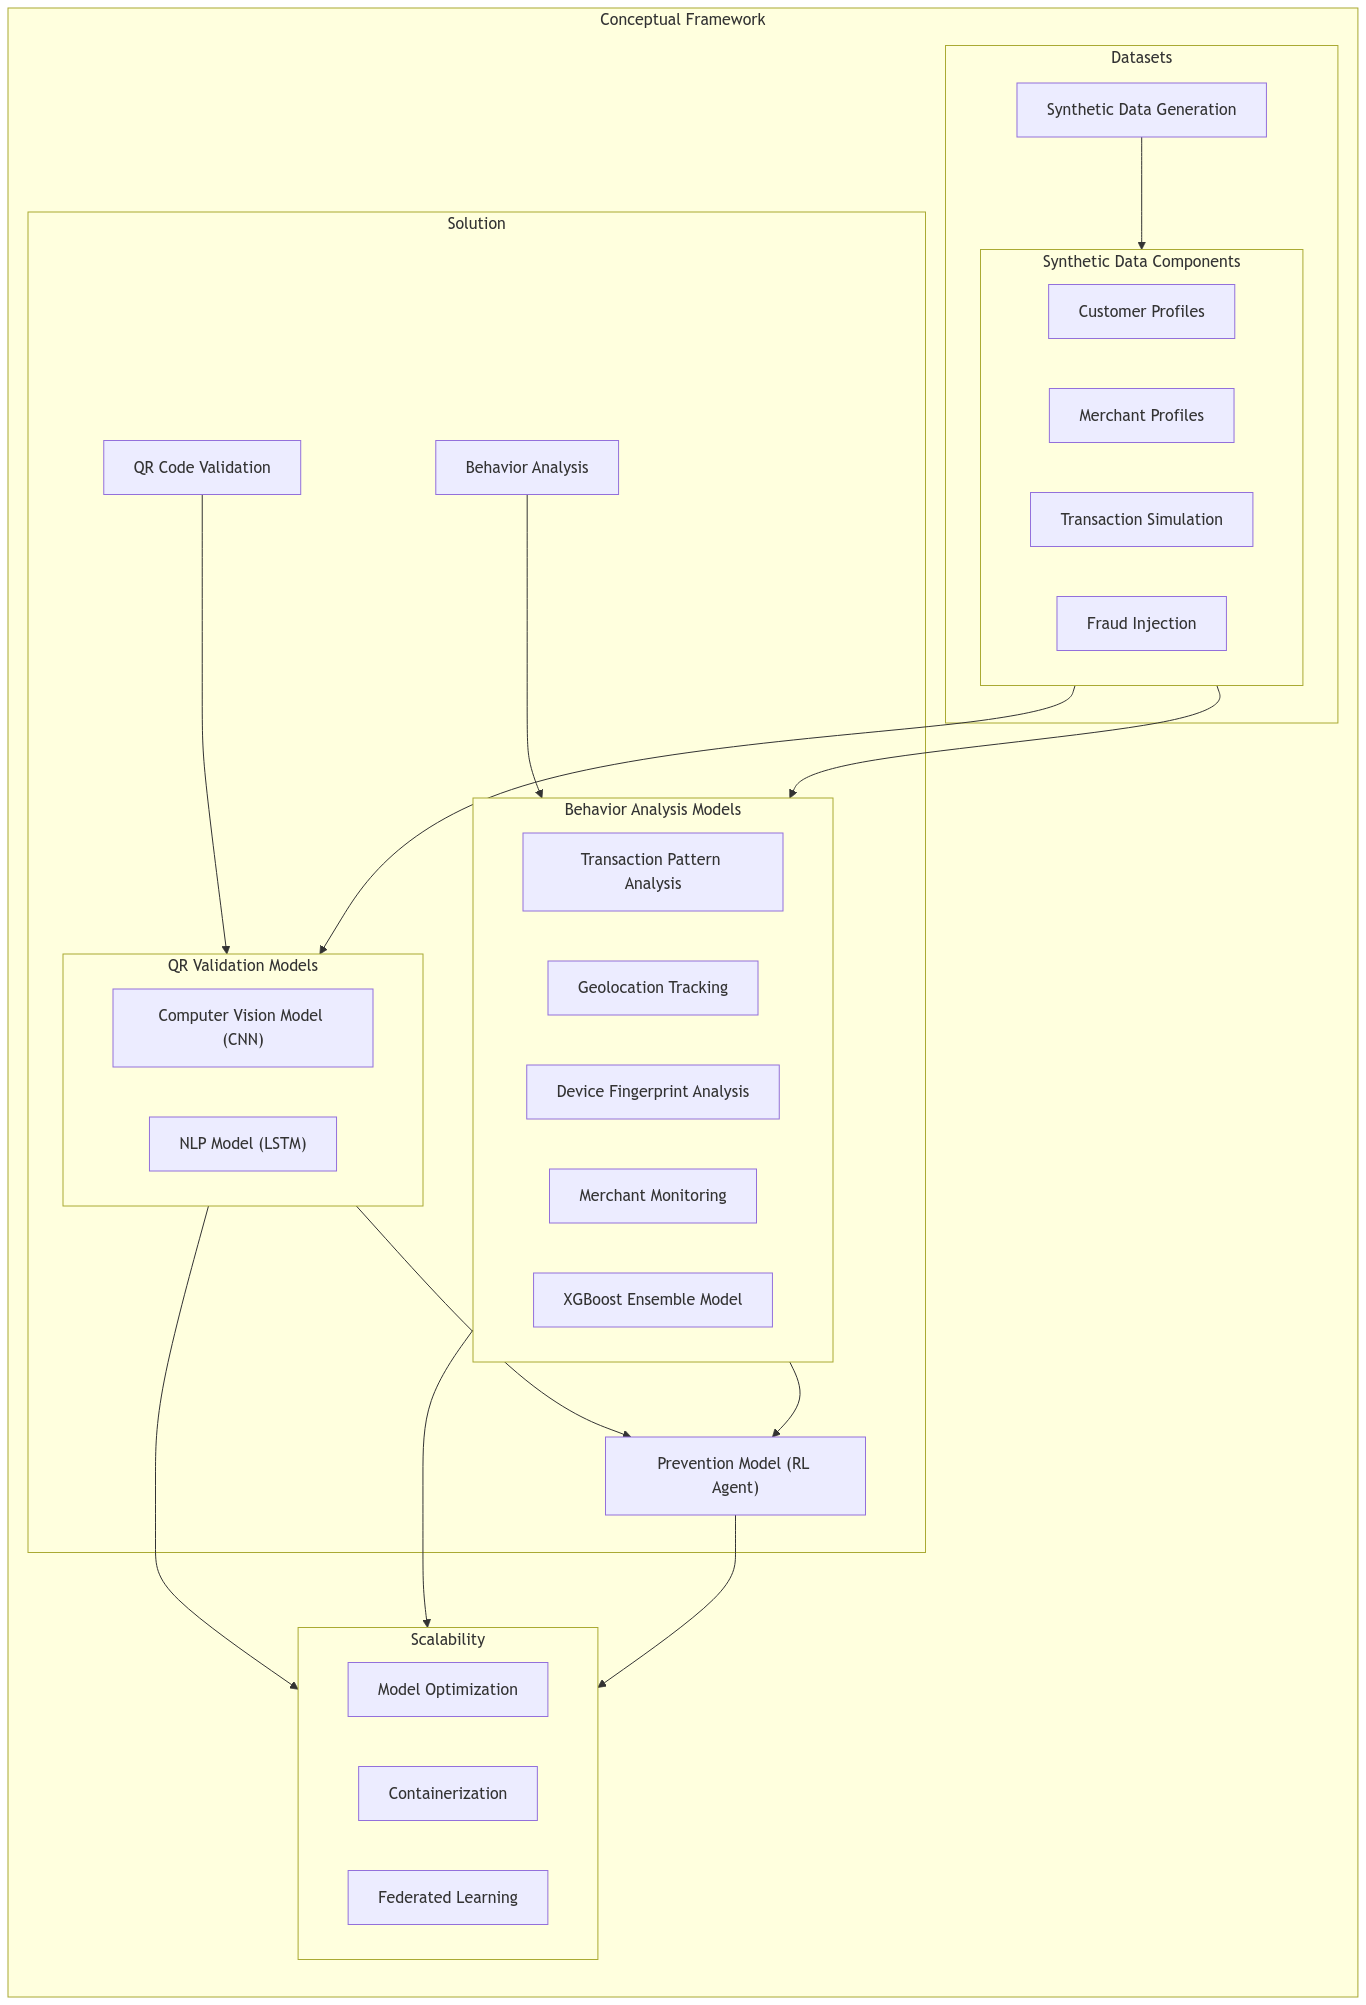 Conceptual Framework
Datasets
Synthetic Data Generation
Solution
Synthetic Data Components
Customer Profiles
Merchant Profiles
QR Code Validation
Behavior Analysis
Transaction Simulation
Fraud Injection
Behavior Analysis Models
Transaction Pattern
Analysis
Geolocation Tracking
Device Fingerprint Analysis
Merchant Monitoring
XGBoost Ensemble Model
QR Validation Models
Computer Vision Model
(CNN)
NLP Model (LSTM)
Prevention Model (RL
Agent)
Scalability
Model Optimization
Containerization
Federated Learning